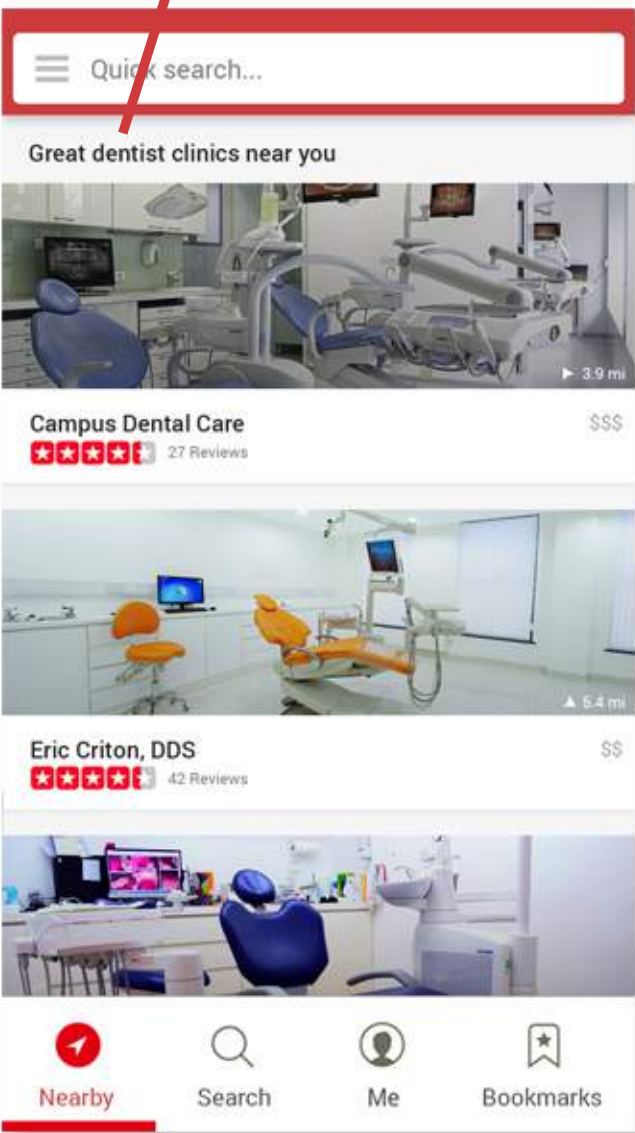 Quick search...
Great dentist clinics near you
3.9 mi
Campus Dental Care $$$
27 Reviews
5.4 mi
Eric Criton, DDS $$
42 Reviews
Nearby Search Me Bookmarks